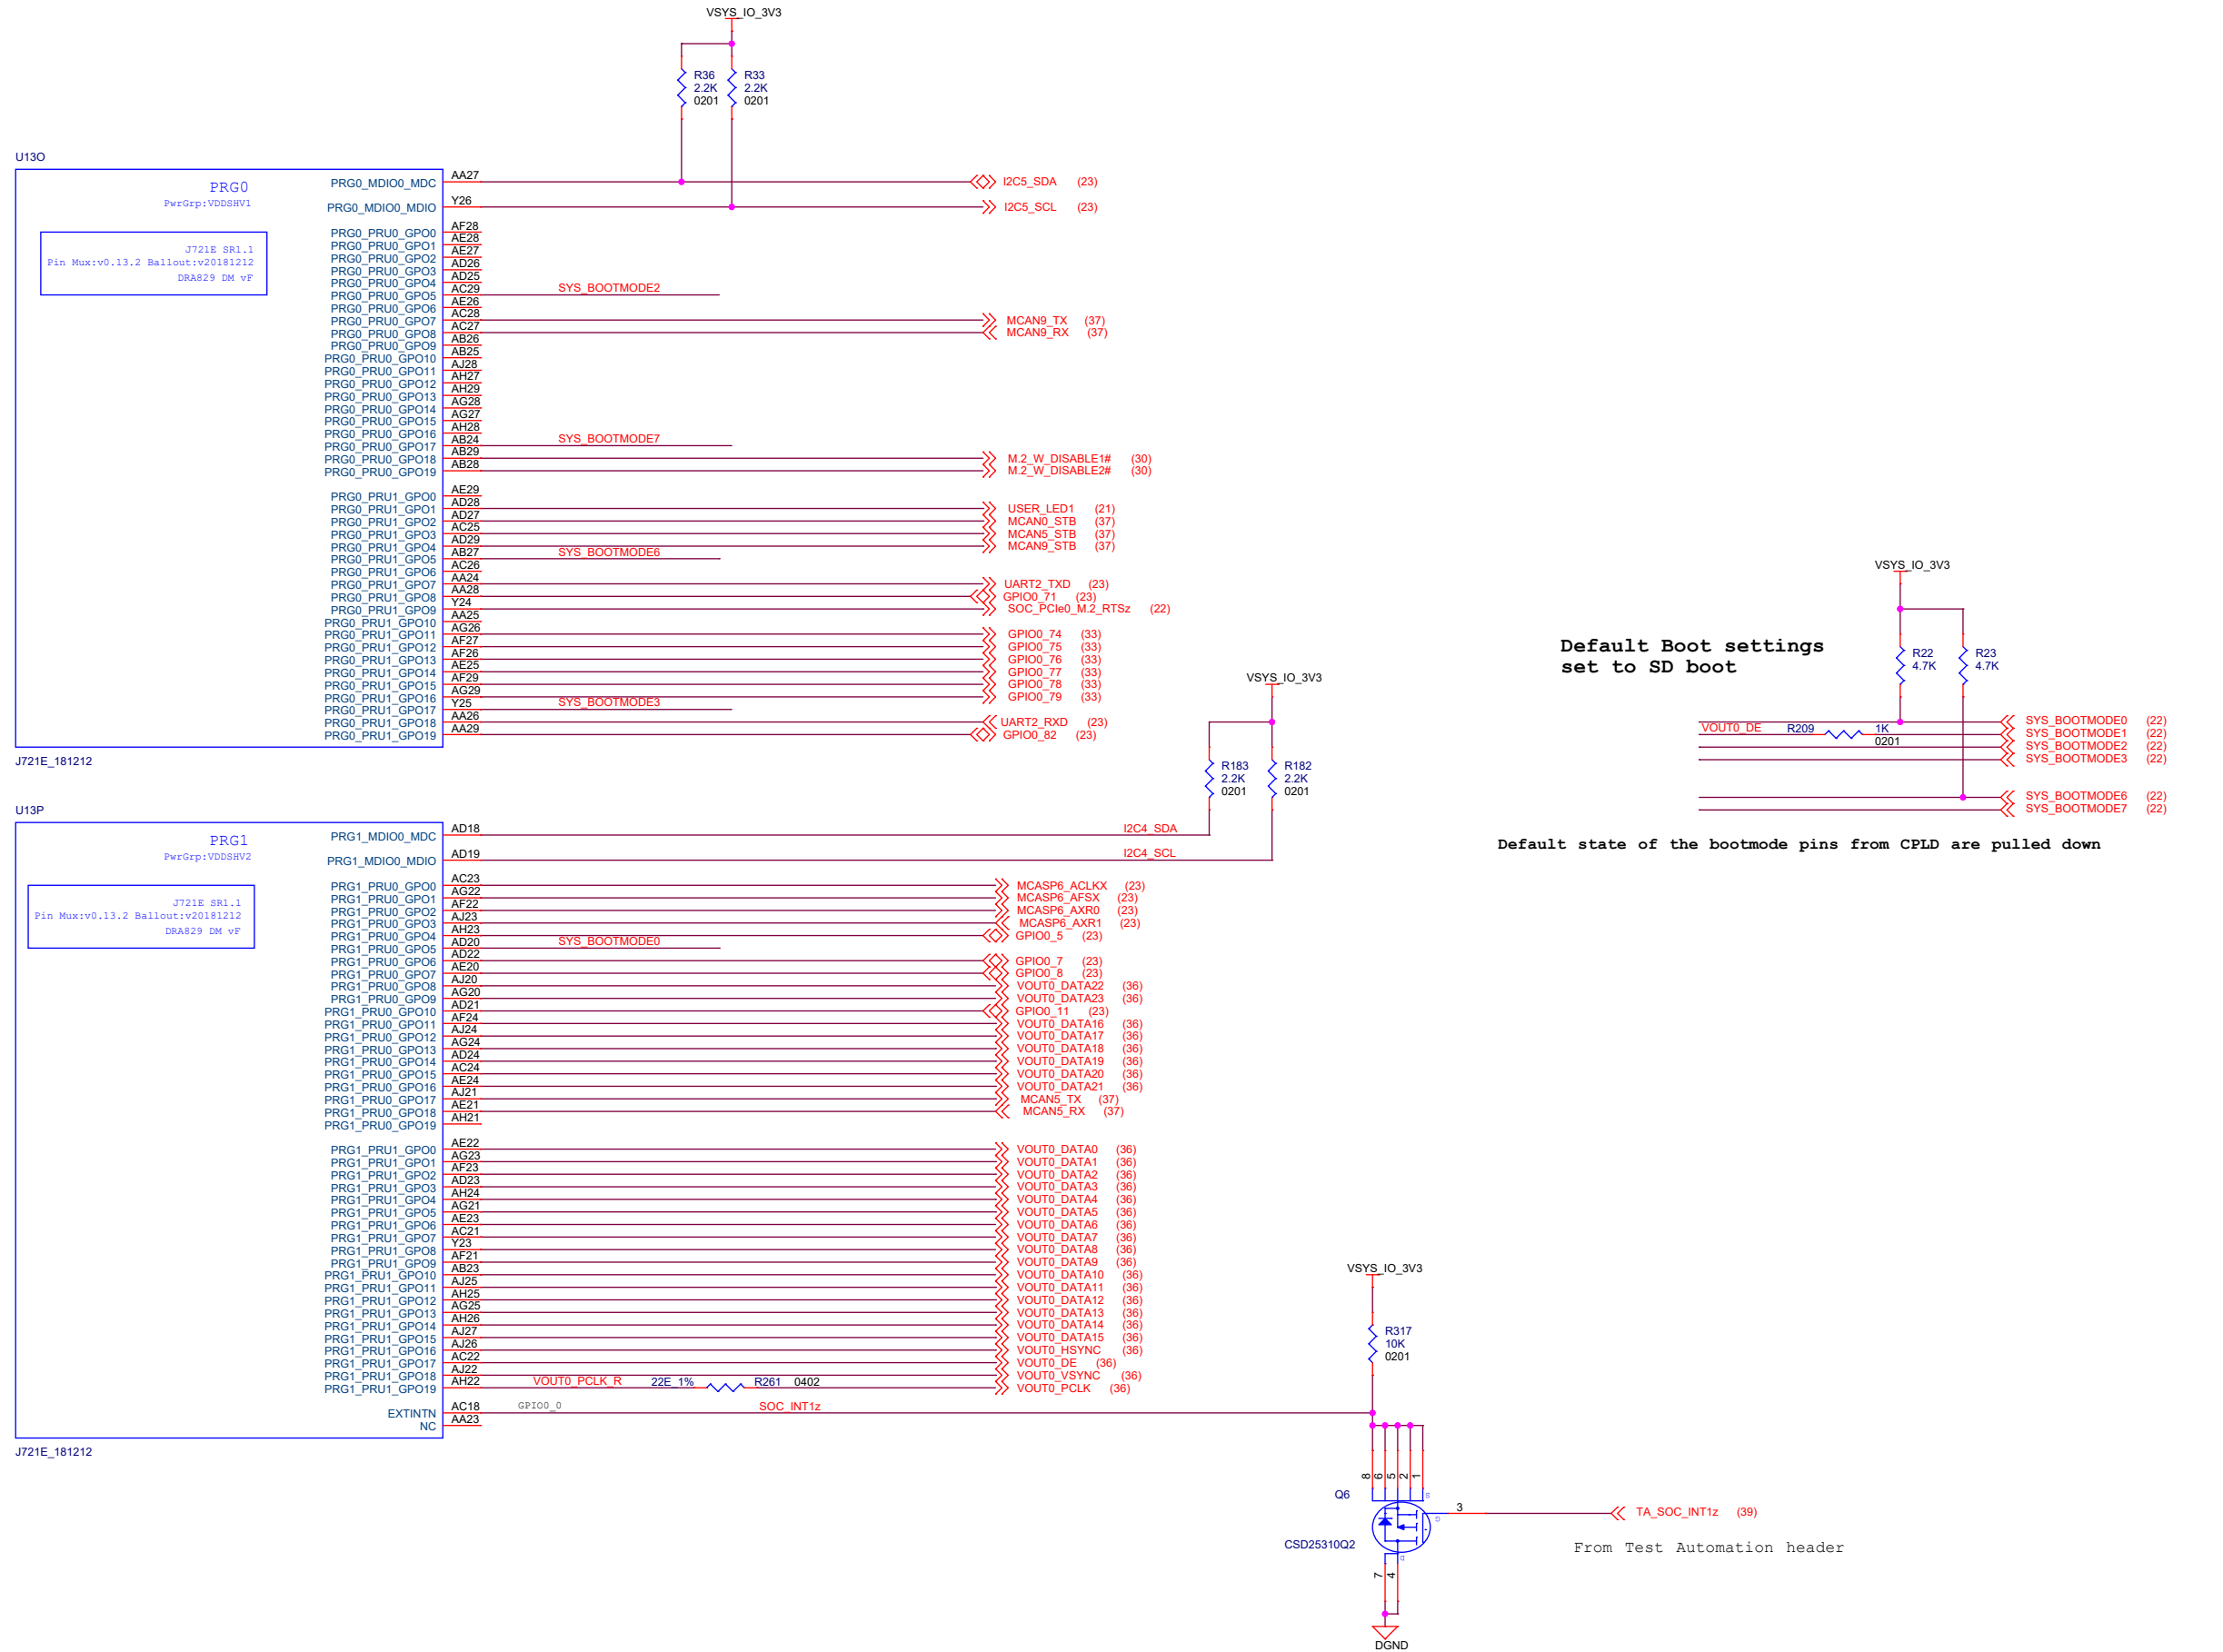 VSYS_IO_3V3
R36 R33
2.2K 2.2K
0201 0201
U13O
PRG0
PwrGrp:VDDSHV1
J721E SR1.1
Pin Mux:v0.13.2 Ballout:v20181212
DRA829 DM vF
PRG0_MDIO0_MDC AA27 I2C5_SDA (23)
PRG0_MDIO0_MDIO Y26 I2C5_SCL (23)
PRG0_PRU0_GPO0 AF28
PRG0_PRU0_GPO1 AE28
PRG0_PRU0_GPO2 AE27
PRG0_PRU0_GPO3 AD26
PRG0_PRU0_GPO4 AD25
PRG0_PRU0_GPO5 AC29 SYS_BOOTMODE2
PRG0_PRU0_GPO6 AE26
PRG0_PRU0_GPO7 AC28 MCAN9_TX (37)
PRG0_PRU0_GPO8 AC27 MCAN9_RX (37)
PRG0_PRU0_GPO9 AB26
PRG0_PRU0_GPO10 AB25
PRG0_PRU0_GPO11 AJ28
PRG0_PRU0_GPO12 AH27
PRG0_PRU0_GPO13 AH29
PRG0_PRU0_GPO14 AG28
PRG0_PRU0_GPO15 AG27
PRG0_PRU0_GPO16 AH28
PRG0_PRU0_GPO17 AB24 SYS_BOOTMODE7
PRG0_PRU0_GPO18 AB29 M.2_W_DISABLE1# (30)
PRG0_PRU0_GPO19 AB28 M.2_W_DISABLE2# (30)
PRG0_PRU1_GPO0 AE29
PRG0_PRU1_GPO1 AD28 USER_LED1 (21)
PRG0_PRU1_GPO2 AD27 MCAN0_STB (37)
PRG0_PRU1_GPO3 AC25 MCAN5_STB (37)
PRG0_PRU1_GPO4 AD29 MCAN9_STB (37)
PRG0_PRU1_GPO5 AB27 SYS_BOOTMODE6
PRG0_PRU1_GPO6 AC26
PRG0_PRU1_GPO7 AA24 UART2_TXD (23)
PRG0_PRU1_GPO8 AA28 GPIO0_71 (23)
PRG0_PRU1_GPO9 Y24 SOC_PCIe0_M.2_RTSz (22)
PRG0_PRU1_GPO10 AA25
PRG0_PRU1_GPO11 AG26 GPIO0_74 (33)
PRG0_PRU1_GPO12 AF27 GPIO0_75 (33)
PRG0_PRU1_GPO13 AF26 GPIO0_76 (33)
PRG0_PRU1_GPO14 AE25 GPIO0_77 (33)
PRG0_PRU1_GPO15 AF29 GPIO0_78 (33)
PRG0_PRU1_GPO16 AG29 GPIO0_79 (33)
PRG0_PRU1_GPO17 Y25 SYS_BOOTMODE3
PRG0_PRU1_GPO18 AA26 UART2_RXD (23)
PRG0_PRU1_GPO19 AA29 GPIO0_82 (23)
J721E_181212
VSYS_IO_3V3
R22 R23
4.7K 4.7K
Default Boot settings
set to SD boot
SYS_BOOTMODE0 (22)
VOUT0_DE R209 1K SYS_BOOTMODE1 (22)
0201 SYS_BOOTMODE2 (22)
SYS_BOOTMODE3 (22)
SYS_BOOTMODE6 (22)
SYS_BOOTMODE7 (22)
Default state of the bootmode pins from CPLD are pulled down
VSYS_IO_3V3
R183 R182
2.2K 2.2K
0201 0201
U13P
PRG1
PwrGrp:VDDSHV2
J721E SR1.1
Pin Mux:v0.13.2 Ballout:v20181212
DRA829 DM vF
PRG1_MDIO0_MDC AD18 I2C4_SDA
PRG1_MDIO0_MDIO AD19 I2C4_SCL
PRG1_PRU0_GPO0 AC23 MCASP6_ACLKX (23)
PRG1_PRU0_GPO1 AG22 MCASP6_AFSX (23)
PRG1_PRU0_GPO2 AF22 MCASP6_AXR0 (23)
PRG1_PRU0_GPO3 AJ23 MCASP6_AXR1 (23)
PRG1_PRU0_GPO4 AH23 GPIO0_5 (23)
PRG1_PRU0_GPO5 AD20 SYS_BOOTMODE0
PRG1_PRU0_GPO6 AD22 GPIO0_7 (23)
PRG1_PRU0_GPO7 AE20 GPIO0_8 (23)
PRG1_PRU0_GPO8 AJ20 VOUT0_DATA22 (36)
PRG1_PRU0_GPO9 AG20 VOUT0_DATA23 (36)
PRG1_PRU0_GPO10 AD21 GPIO0_11 (23)
PRG1_PRU0_GPO11 AF24 VOUT0_DATA16 (36)
PRG1_PRU0_GPO12 AJ24 VOUT0_DATA17 (36)
PRG1_PRU0_GPO13 AG24 VOUT0_DATA18 (36)
PRG1_PRU0_GPO14 AD24 VOUT0_DATA19 (36)
PRG1_PRU0_GPO15 AC24 VOUT0_DATA20 (36)
PRG1_PRU0_GPO16 AE24 VOUT0_DATA21 (36)
PRG1_PRU0_GPO17 AJ21 MCAN5_TX (37)
PRG1_PRU0_GPO18 AE21 MCAN5_RX (37)
PRG1_PRU0_GPO19 AH21
PRG1_PRU1_GPO0 AE22 VOUT0_DATA0 (36)
PRG1_PRU1_GPO1 AG23 VOUT0_DATA1 (36)
PRG1_PRU1_GPO2 AF23 VOUT0_DATA2 (36)
PRG1_PRU1_GPO3 AD23 VOUT0_DATA3 (36)
PRG1_PRU1_GPO4 AH24 VOUT0_DATA4 (36)
PRG1_PRU1_GPO5 AG21 VOUT0_DATA5 (36)
PRG1_PRU1_GPO6 AE23 VOUT0_DATA6 (36)
PRG1_PRU1_GPO7 AC21 VOUT0_DATA7 (36)
PRG1_PRU1_GPO8 Y23 VOUT0_DATA8 (36)
PRG1_PRU1_GPO9 AF21 VOUT0_DATA9 (36)
PRG1_PRU1_GPO10 AB23 VOUT0_DATA10 (36)
PRG1_PRU1_GPO11 AJ25 VOUT0_DATA11 (36)
PRG1_PRU1_GPO12 AH25 VOUT0_DATA12 (36)
PRG1_PRU1_GPO13 AG25 VOUT0_DATA13 (36)
PRG1_PRU1_GPO14 AH26 VOUT0_DATA14 (36)
PRG1_PRU1_GPO15 AJ27 VOUT0_DATA15 (36)
PRG1_PRU1_GPO16 AJ26 VOUT0_HSYNC (36)
PRG1_PRU1_GPO17 AC22 VOUT0_DE (36)
PRG1_PRU1_GPO18 AJ22 VOUT0_VSYNC (36)
PRG1_PRU1_GPO19 AH22 VOUT0_PCLK_R 22E_1% R261 0402 VOUT0_PCLK (36)
EXTINTN AC18 GPIO0_0 SOC_INT1z
NC AA23
J721E_181212
VSYS_IO_3V3
R317
10K
0201
8 6 5 2 1
Q6
3 TA_SOC_INT1z (39)
CSD25310Q2
From Test Automation header
7 4
DGND